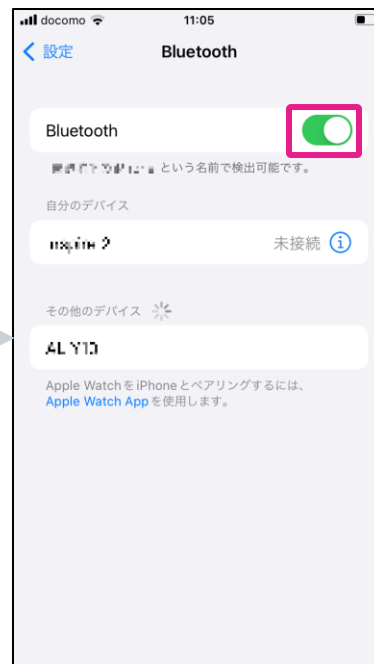 docomo 11:05
設定 Bluetooth
Bluetooth
という名前で検出可能です。
自分のデバイス
未接続
その他のデバイス
Apple WatchをiPhoneとペアリングするには、
Apple Watch Appを使用します。